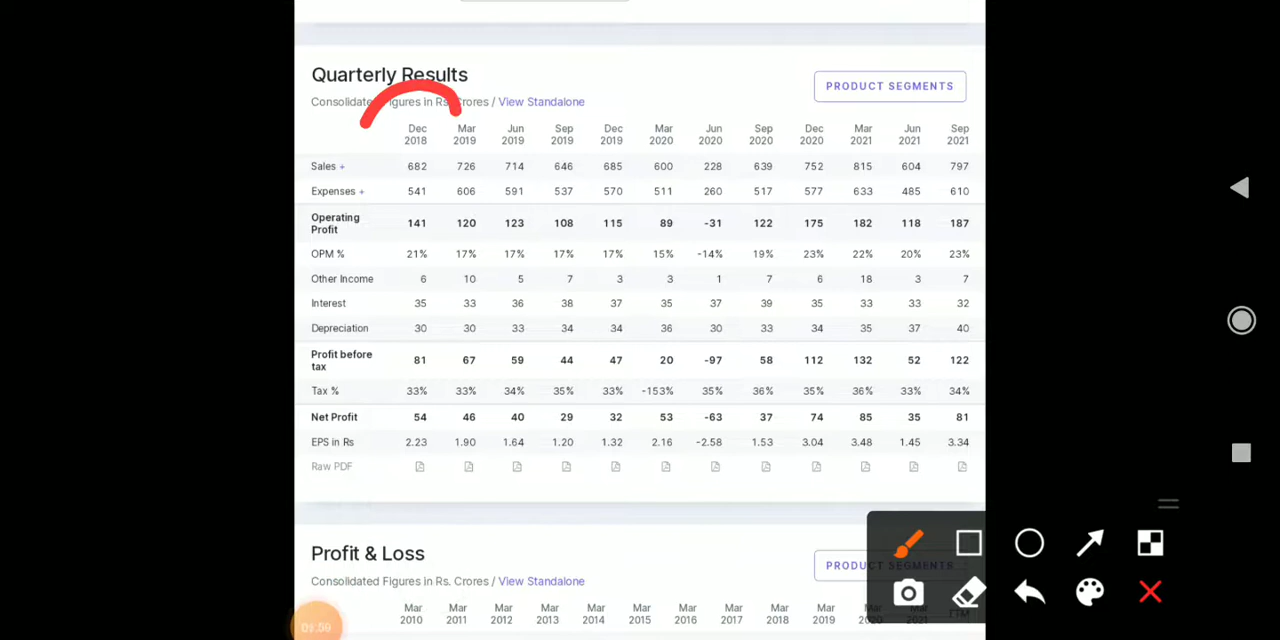 Quarterly Results
PRODUCT SEGMENTS
Consolidated Figures in Rs. Crores / View Standalone
Dec 2018 Mar 2019 Jun 2019 Sep 2019 Dec 2019 Mar 2020 Jun 2020 Sep 2020 Dec 2020 Mar 2021 Jun 2021 Sep 2021
Sales + 682 726 714 646 685 600 228 639 752 815 604 797
Expenses + 541 606 591 537 570 511 260 517 577 633 485 610
Operating Profit 141 120 123 108 115 89 -31 122 175 182 118 187
OPM % 21% 17% 17% 17% 17% 15% -14% 19% 23% 22% 20% 23%
Other Income 6 10 5 7 3 3 1 7 6 18 3 7
Interest 35 33 36 38 37 35 37 39 35 33 33 32
Depreciation 30 30 33 34 34 36 30 33 34 35 37 40
Profit before tax 81 67 59 44 47 20 -97 58 112 132 52 122
Tax % 33% 33% 34% 35% 33% -153% 35% 36% 35% 36% 33% 34%
Net Profit 54 46 40 29 32 53 -63 37 74 85 35 81
EPS in Rs 2.23 1.90 1.64 1.20 1.32 2.16 -2.58 1.53 3.04 3.48 1.45 3.34
Raw PDF
Profit & Loss
PRODUCT SEGMENTS
Consolidated Figures in Rs. Crores / View Standalone
Mar 2010 Mar 2011 Mar 2012 Mar 2013 Mar 2014 Mar 2015 Mar 2016 Mar 2017 Mar 2018 Mar 2019 Mar 2020 Mar 2021 TTM